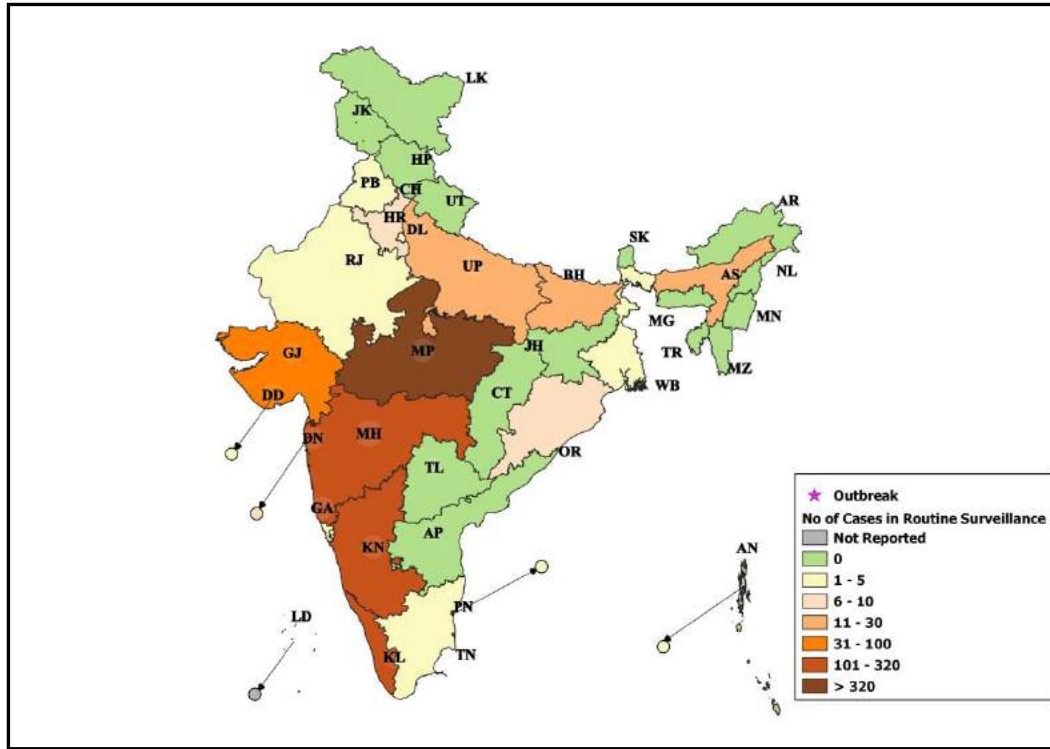 LK
JK
HP
PB
CH
UT
HR
DL
AR
SK
RJ
UP
BH
AS
NL
MG
MN
GJ
MP
JH
TR
MZ
DD
CT
WB
DN
MH
OR
TL
GA
AP
KN
AN
PN
LD
KL
TN
Outbreak
No of Cases in Routine Surveillance
Not Reported
0
1 - 5
6 - 10
11 - 30
31 - 100
101 - 320
> 320